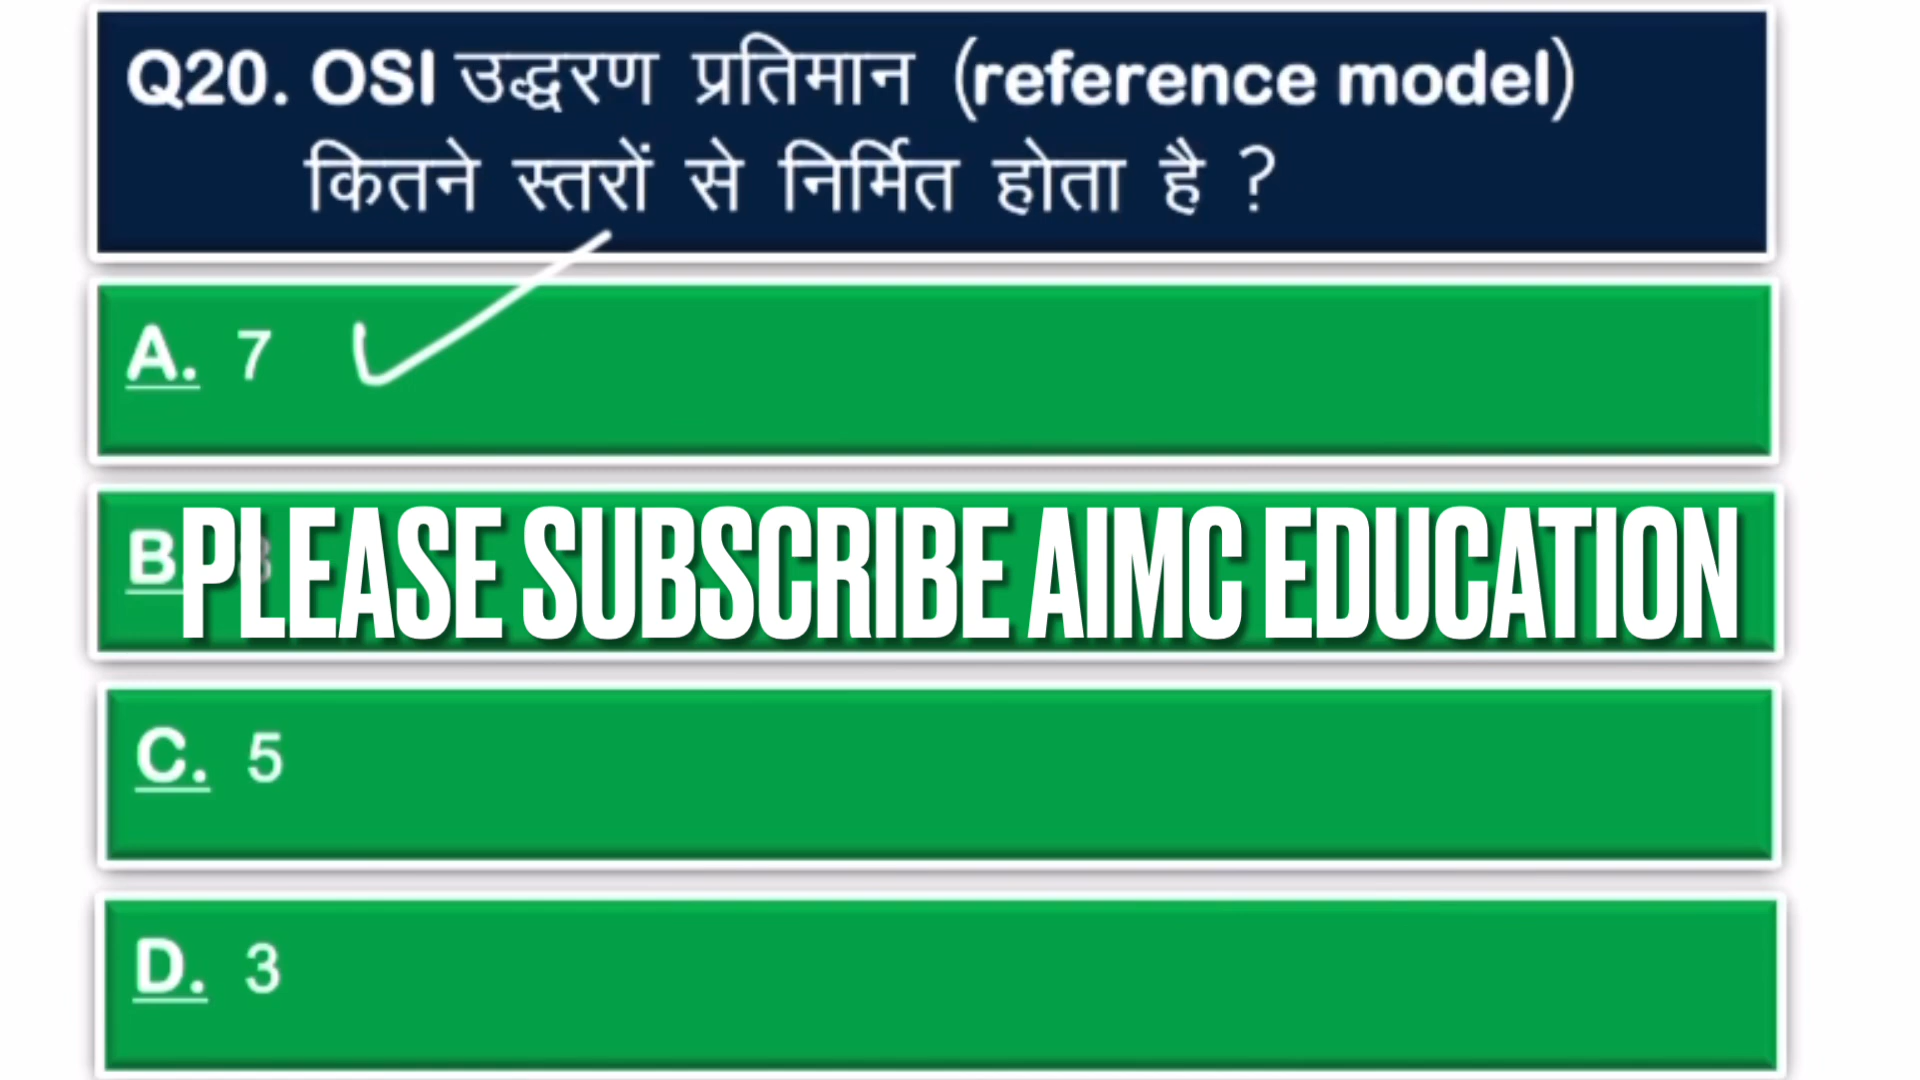 Q20. OSI उद्धरण प्रतिमान (reference model)
कितने स्तरों से निर्मित होता है ?
A. 7
B.
PLEASE SUBSCRIBE AIMC EDUCATION
C. 5
D. 3